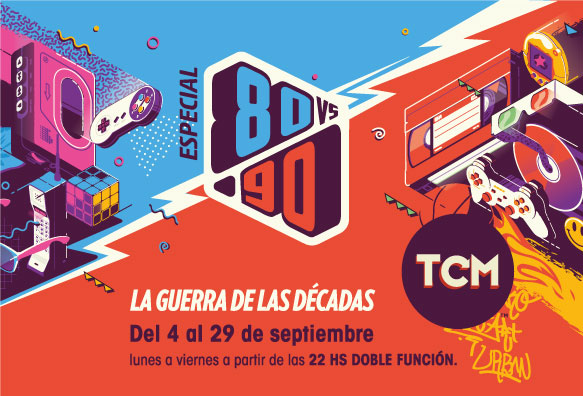 ESPECIAL
80 VS
'90
LA GUERRA DE LAS DÉCADAS
Del 4 al 29 de septiembre
lunes a viernes a partir de las 22 HS DOBLE FUNCIÓN.
TCM
URBAN